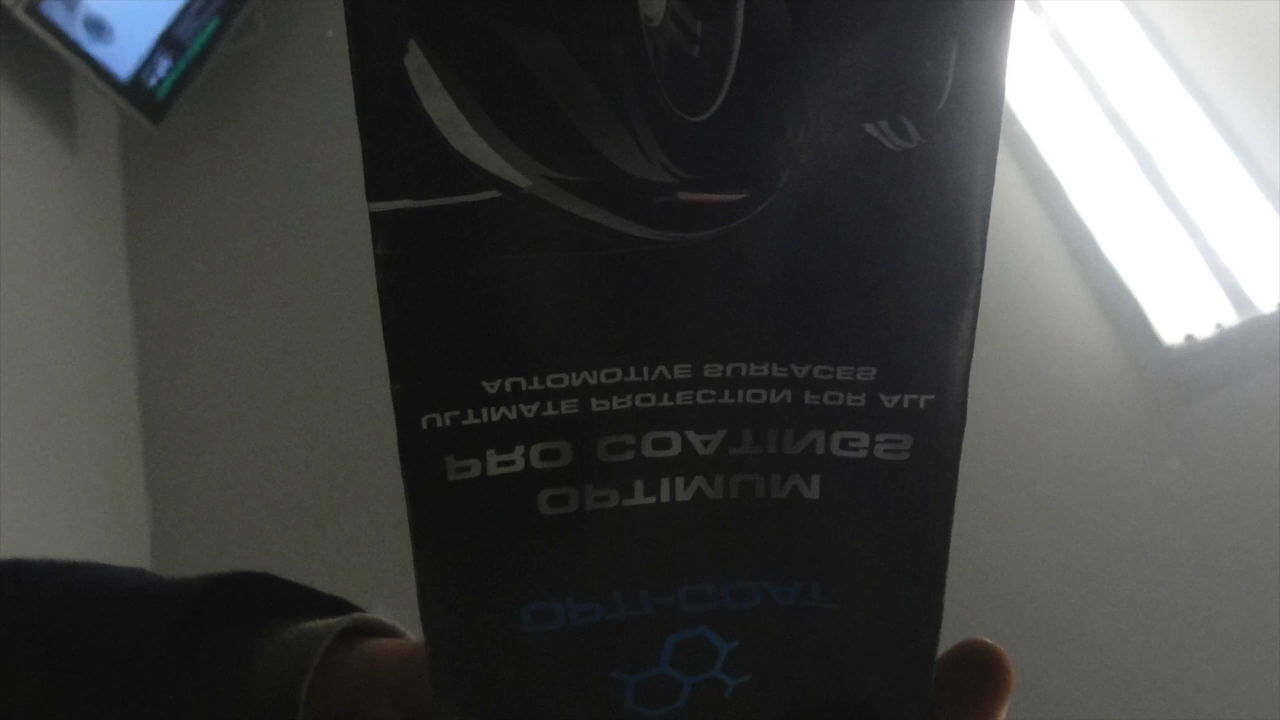 OPTI-COAT
OPTIMUM
PRO COATINGS
ULTIMATE PROTECTION FOR ALL
AUTOMOTIVE SURFACES